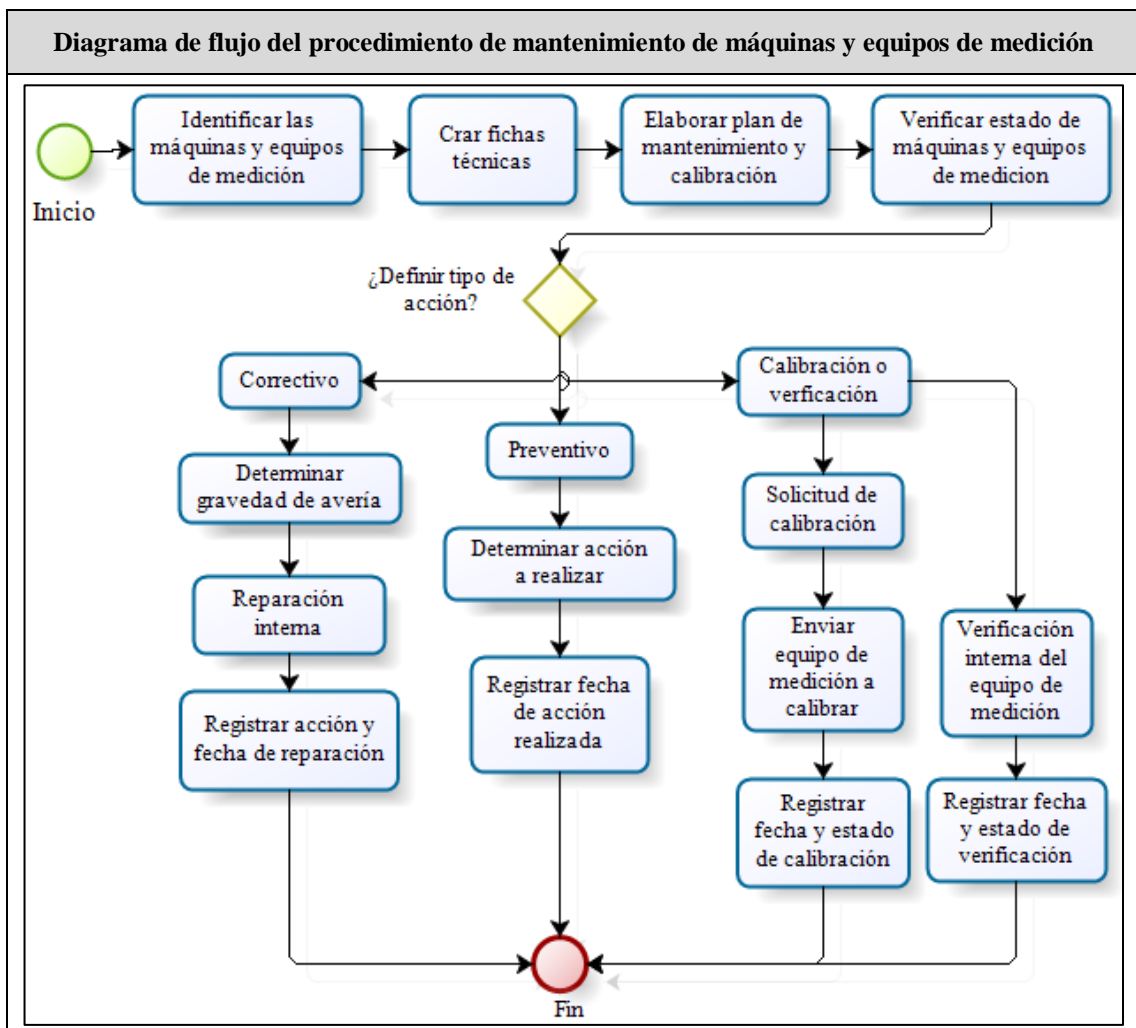 Diagrama de flujo del procedimiento de mantenimiento de máquinas y equipos de medición
Identificar las
máquinas y equipos
de medición
Crar fichas
técnicas
Elaborar plan de
mantenimiento y
calibración
Verificar estado de
máquinas y equipos
de medicion
Inicio
¿Definir tipo de
acción?
Correctivo
Determinar
gravedad de avería
Reparación
interna
Registrar acción y
fecha de reparación
Preventivo
Determinar acción
a realizar
Registrar fecha
de acción
realizada
Calibración o
verficación
Solicitud de
calibración
Enviar
equipo de
medición a
calibrar
Registrar
fecha y estado
de calibración
Verificación
interna del
equipo de
medición
Registrar fecha
y estado de
verificación
Fin